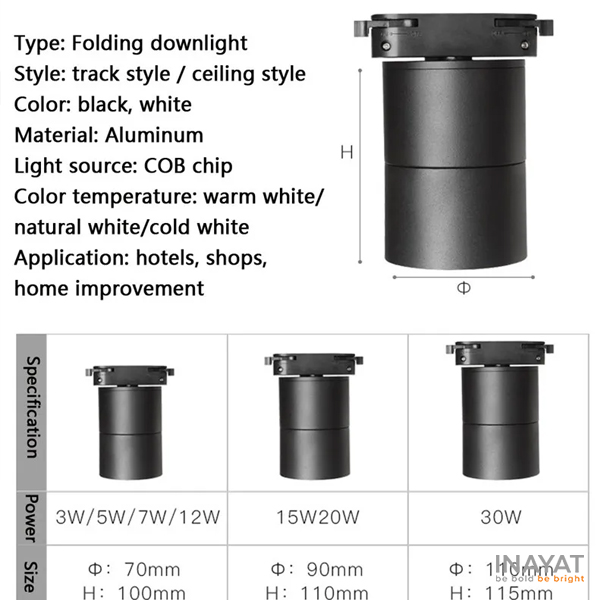 Type: Folding downlight
Style: track style / ceiling style
Color: black, white
Material: Aluminum
Light source: COB chip
Color temperature: warm white/
natural white/cold white
Application: hotels, shops,
home improvement
H
Φ
Specification
Power
3W/5W/7W/12W
15W20W
30W
Size
Φ: 70mm
Φ: 90mm
Φ: 110mm
H: 100mm
H: 110mm
H: 115mm
INAYAT
be bold be bright